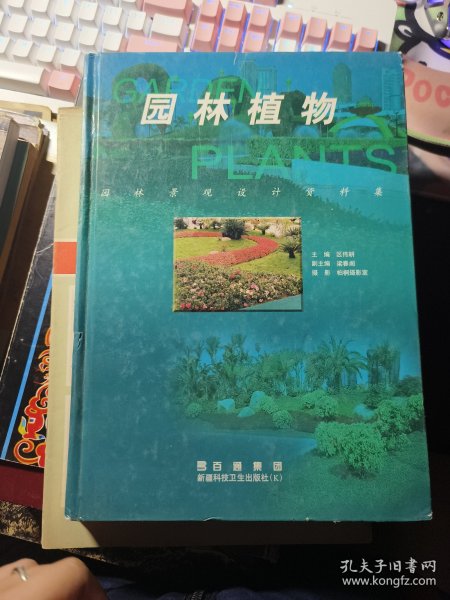 GARDEN
园林植物
PLANTS
园林景观设计资料集
主 编 区伟耕
副主编 梁春阁
摄 影 柏桐摄影室
百通集团
新疆科技卫生出版社(K)
孔夫子旧书网
www.kongfz.com